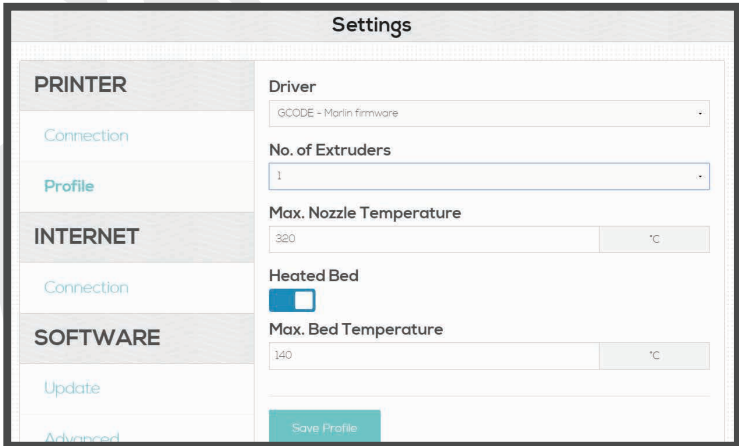 Settings
PRINTER
Connection
Profile
INTERNET
Connection
SOFTWARE
Update
Advanced
Driver
GCODE - Marlin firmware
No. of Extruders
1
Max. Nozzle Temperature
320 °C
Heated Bed
Max. Bed Temperature
140 °C
Save Profile